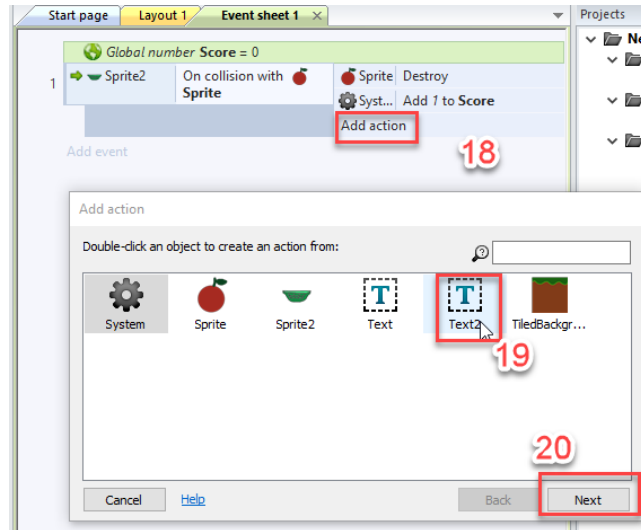 Start page Layout 1 Event sheet 1 × Projects
Global number Score = 0
1 Sprite2 On collision with Sprite Destroy
Sprite
Syst... Add 1 to Score
Add action
18
Add event
Add action
Double-click an object to create an action from:
T T
System Sprite Sprite2 Text Text2 TiledBackgr...
19
20
Cancel Help Back Next